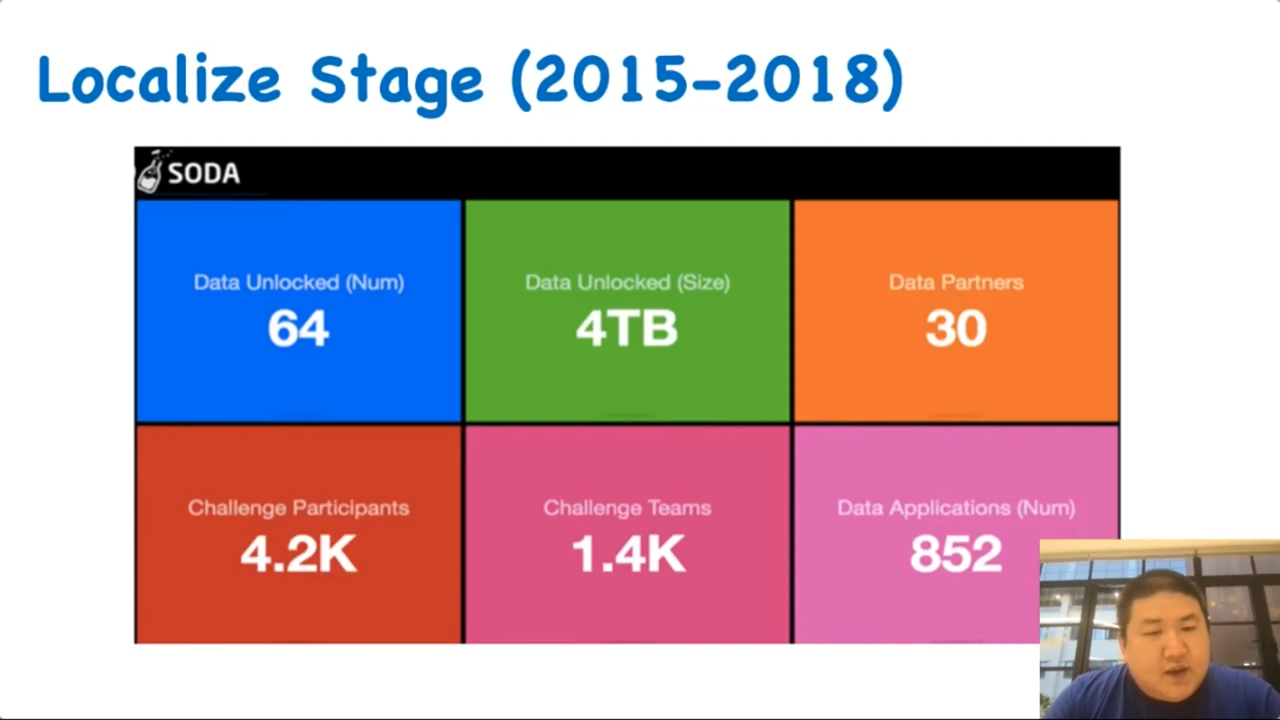 Localize Stage (2015-2018)
SODA
Data Unlocked (Num)
64
Data Unlocked (Size)
4TB
Data Partners
30
Challenge Participants
4.2K
Challenge Teams
1.4K
Data Applications (Num)
852